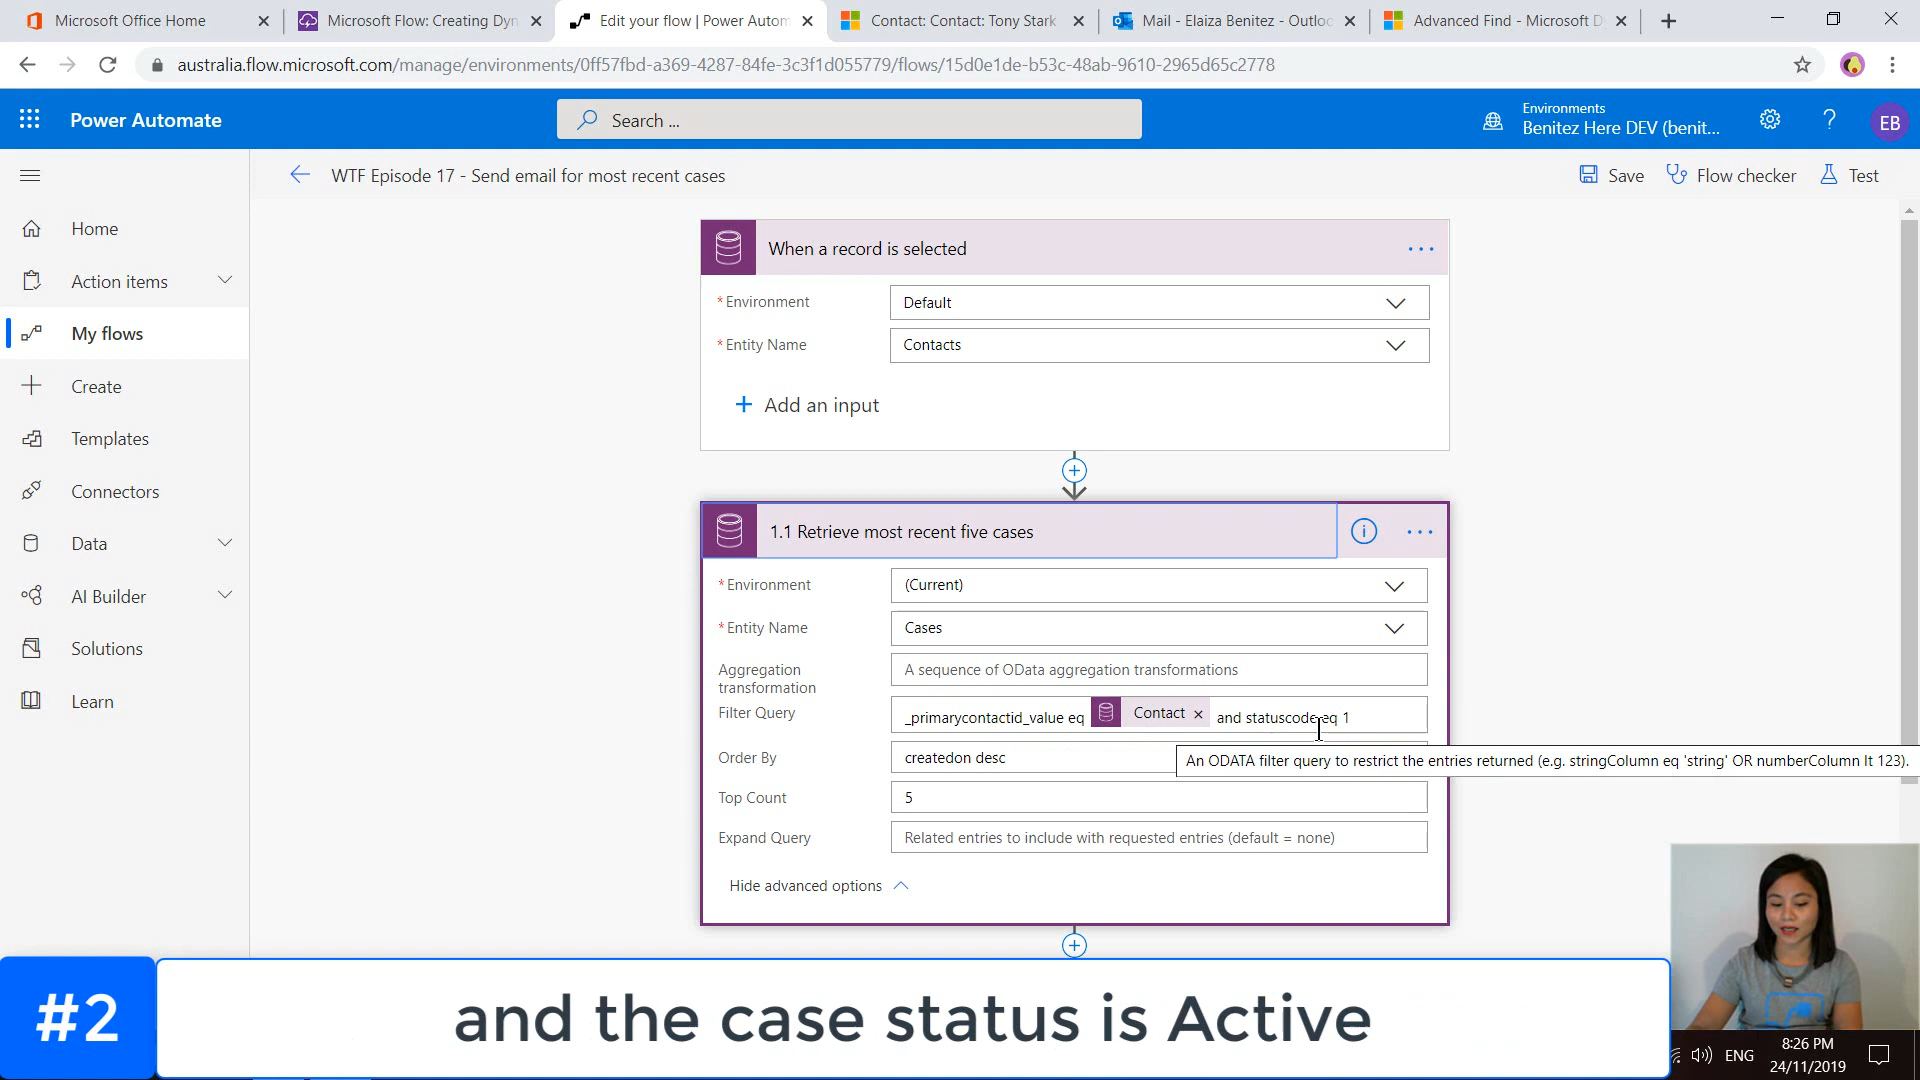 Microsoft Office Home
Microsoft Flow: Creating Dyn
Edit your flow | Power Autom
Contact: Contact: Tony Stark
Mail - Elaiza Benitez - Outloo
Advanced Find - Microsoft D
australia.flow.microsoft.com/manage/environments/0ff57fbd-a369-4287-84fe-3c3f1d055779/flows/15d0e1de-b53c-48ab-9610-2965d65c2778
Power Automate
Search ...
Environments
Benitez Here DEV (benit...
?
EB
WTF Episode 17 - Send email for most recent cases
Save
Flow checker
Test
Home
Action items
My flows
Create
Templates
Connectors
Data
AI Builder
Solutions
Learn
When a record is selected
...
* Environment
Default
* Entity Name
Contacts
+ Add an input
1.1 Retrieve most recent five cases
...
* Environment
(Current)
* Entity Name
Cases
Aggregation transformation
A sequence of OData aggregation transformations
Filter Query
_primarycontactid_value eq Contact × and statuscode eq 1
An ODATA filter query to restrict the entries returned (e.g. stringColumn eq 'string' OR numberColumn lt 123).
Order By
createdon desc
Top Count
5
Expand Query
Related entries to include with requested entries (default = none)
Hide advanced options
#2
and the case status is Active
ENG
8:26 PM
24/11/2019